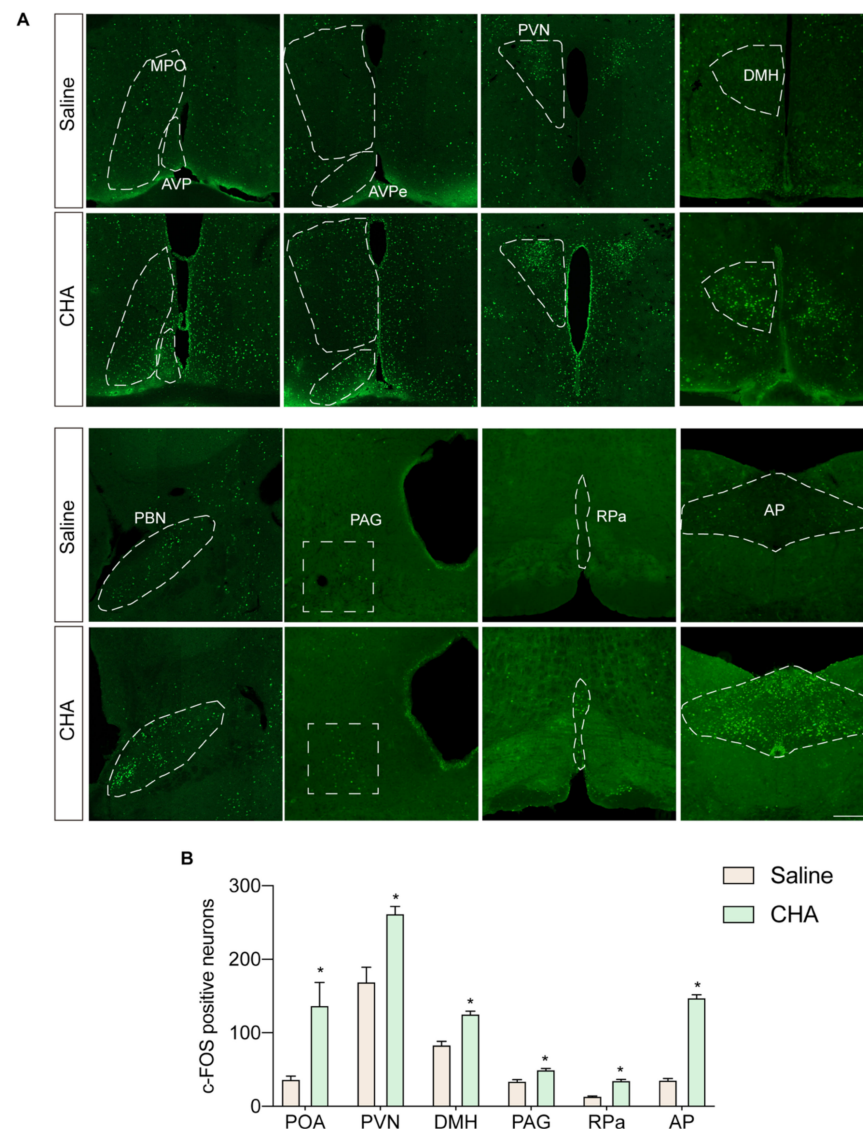 A
Saline
MPO
AVP
AVPe
PVN
DMH
CHA
Saline
PBN
PAG
RPa
AP
CHA
B
c-FOS positive neurons
300
200
100
0
*
*
*
*
*
*
POA
PVN
DMH
PAG
RPa
AP
Saline
CHA